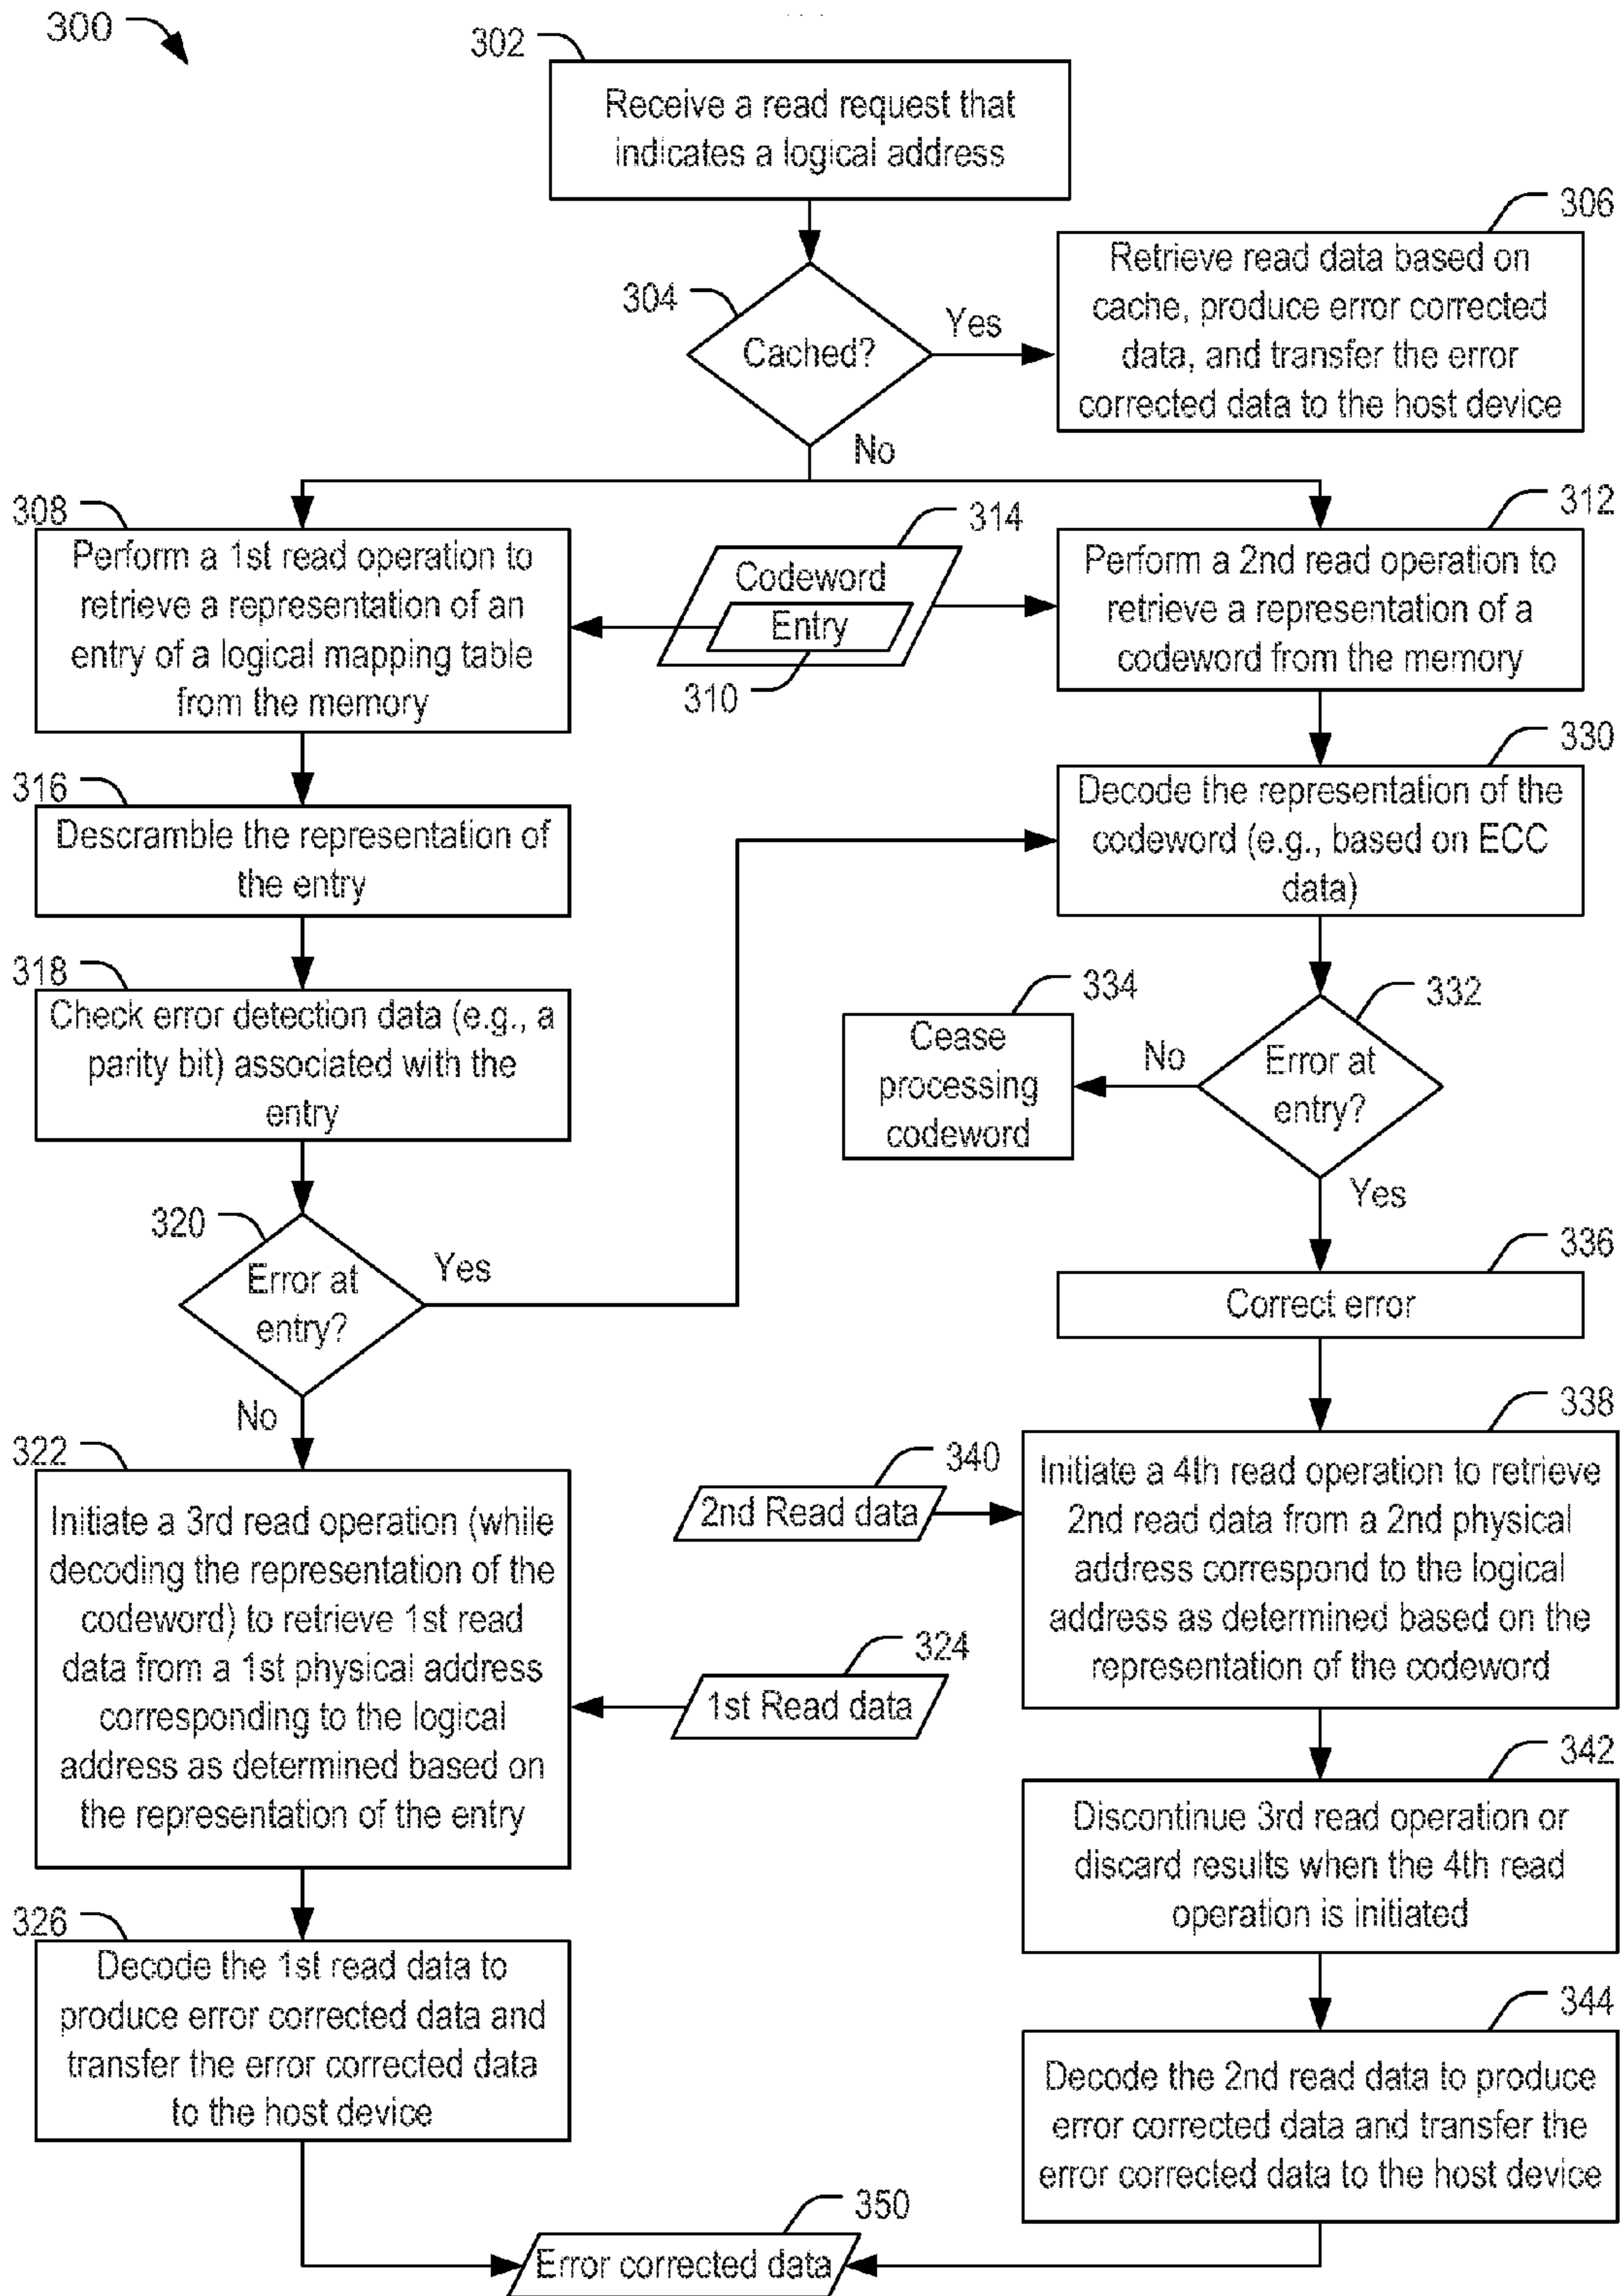 300
302
Receive a read request that
indicates a logical address
304
Cached?
Yes
No
306
Retrieve read data based on
cache, produce error corrected
data, and transfer the error
corrected data to the host device
308
Perform a 1st read operation to
retrieve a representation of an
entry of a logical mapping table
from the memory
314
Codeword
Entry
310
312
Perform a 2nd read operation to
retrieve a representation of a
codeword from the memory
316
Descramble the representation of
the entry
330
Decode the representation of the
codeword (e.g., based on ECC
data)
318
Check error detection data (e.g., a
parity bit) associated with the
entry
334
Cease
processing
codeword
332
Error at
entry?
No
Yes
320
Error at
entry?
Yes
No
336
Correct error
322
Initiate a 3rd read operation (while
decoding the representation of the
codeword) to retrieve 1st read
data from a 1st physical address
corresponding to the logical
address as determined based on
the representation of the entry
340
2nd Read data
338
Initiate a 4th read operation to retrieve
2nd read data from a 2nd physical
address correspond to the logical
address as determined based on the
representation of the codeword
324
1st Read data
342
Discontinue 3rd read operation or
discard results when the 4th read
operation is initiated
326
Decode the 1st read data to
produce error corrected data and
transfer the error corrected data
to the host device
344
Decode the 2nd read data to produce
error corrected data and transfer the
error corrected data to the host device
350
Error corrected data